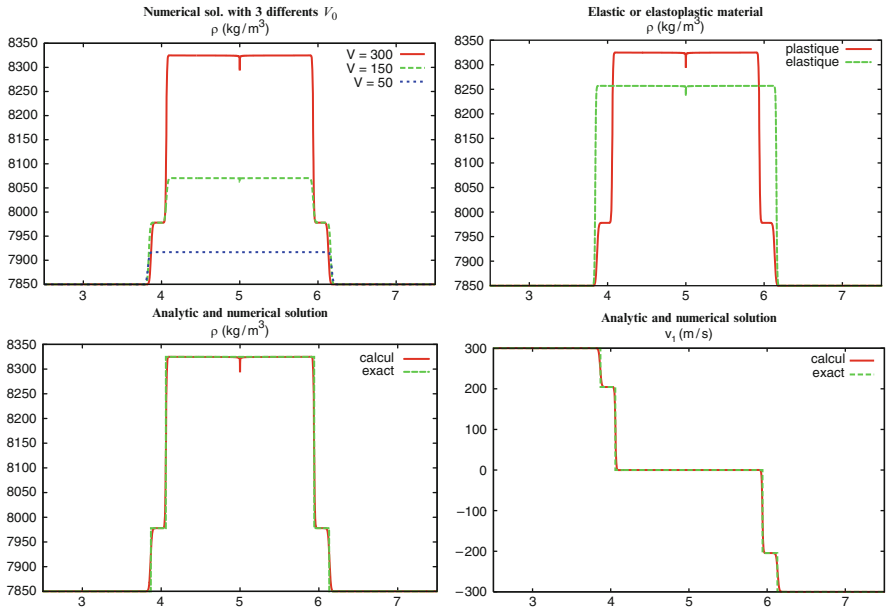 Numerical sol. with 3 differents V₀
ρ (kg/m³)
8350
8300
8250
8200
8150
8100
8050
8000
7950
7900
7850
V = 300
V = 150
V = 50
3 4 5 6 7
Elastic or elastoplastic material
ρ (kg/m³)
8350
8300
8250
8200
8150
8100
8050
8000
7950
7900
7850
plastique
elastique
3 4 5 6 7
Analytic and numerical solution
ρ (kg/m³)
8350
8300
8250
8200
8150
8100
8050
8000
7950
7900
7850
calcul
exact
3 4 5 6 7
Analytic and numerical solution
v₁ (m/s)
300
200
100
0
−100
−200
−300
calcul
exact
3 4 5 6 7